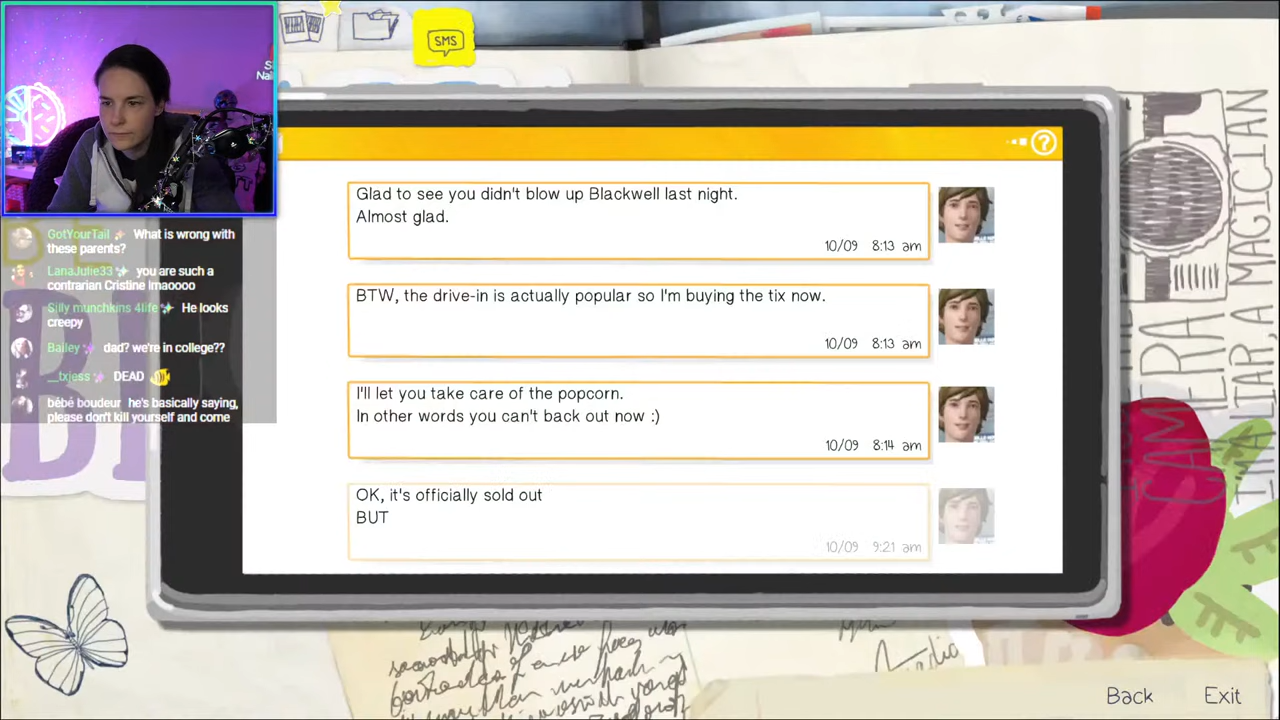 SMS
?
Glad to see you didn't blow up Blackwell last night.
Almost glad.
10/09 8:13 am
BTW, the drive-in is actually popular so I'm buying the tix now.
10/09 8:13 am
I'll let you take care of the popcorn.
In other words you can't back out now :)
10/09 8:14 am
OK, it's officially sold out
BUT
10/09 9:21 am
GotYourTail What is wrong with
these parents?
LanaJulie33 you are such a
contrarian Cristine lmaoooo
Silly munchkins 4life He looks
creepy
Bailey dad? we're in college??
__txjess DEAD
bèbè boudeur he's basically saying,
please don't kill yourself and come
MAGICIAN
CAMERA
LIAR, A
Back
Exit